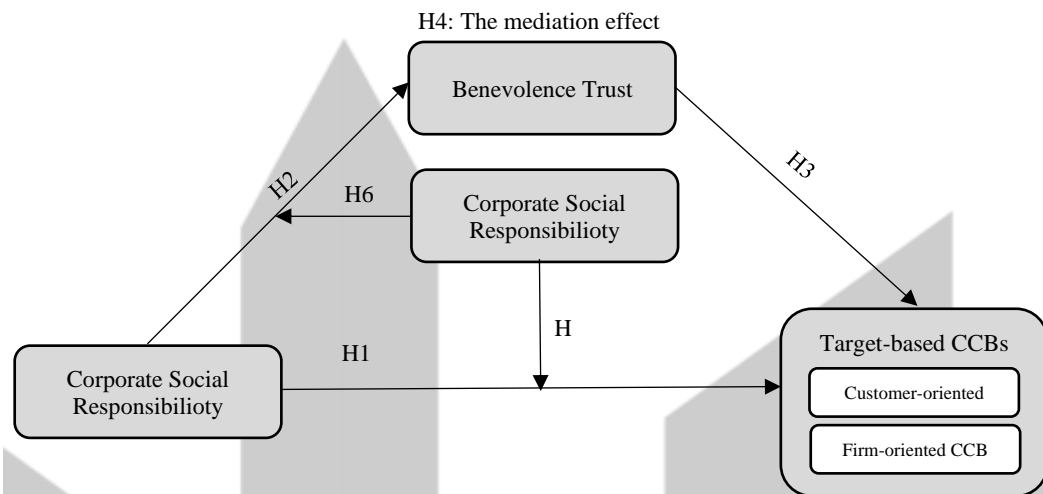 H4: The mediation effect
Benevolence Trust
H2
H3
H6
Corporate Social
Responsibilioty
H
H1
Corporate Social
Responsibilioty
Target-based CCBs
Customer-oriented
Firm-oriented CCB